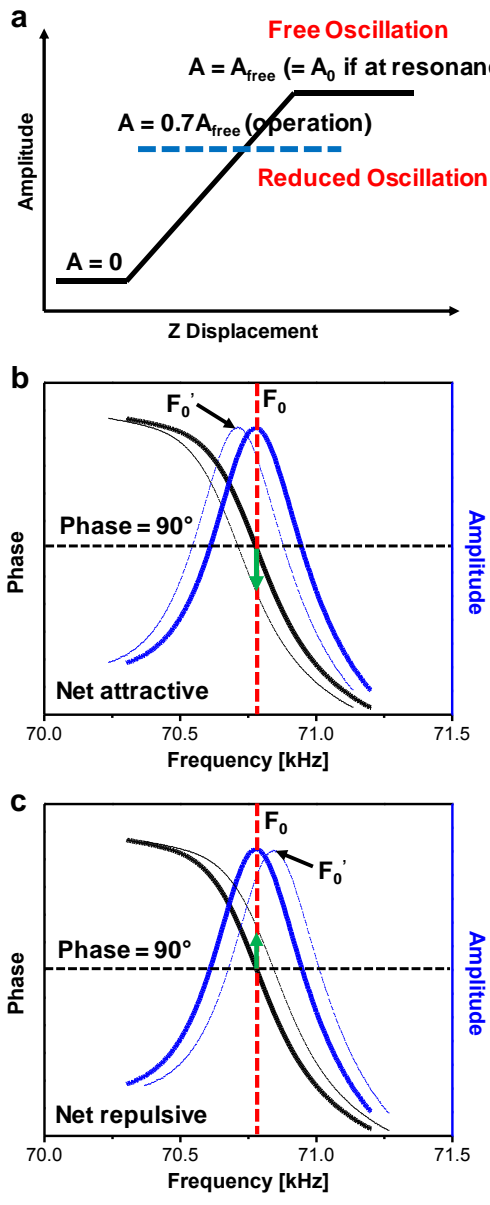 a
Free Oscillation
A = Afree (= A0 if at resonanc
A = 0.7Afree (operation)
Reduced Oscillation
A = 0
Amplitude
Z Displacement
b
F0'
F0
Phase = 90°
Phase
Amplitude
Net attractive
70.0 70.5 71.0 71.5
Frequency [kHz]
c
F0
F0'
Phase = 90°
Phase
Amplitude
Net repulsive
70.0 70.5 71.0 71.5
Frequency [kHz]